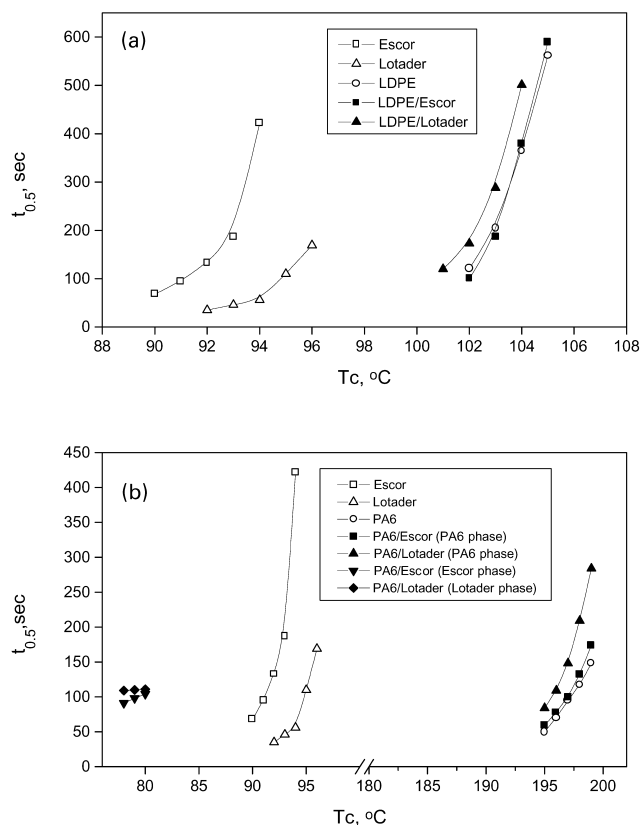 (a)
Escor
Lotader
LDPE
LDPE/Escor
LDPE/Lotader
600
500
400
300
200
100
0
t0.5, sec
88 90 92 94 96 98 100 102 104 106 108
Tc, oC
(b)
Escor
Lotader
PA6
PA6/Escor (PA6 phase)
PA6/Lotader (PA6 phase)
PA6/Escor (Escor phase)
PA6/Lotader (Lotader phase)
450
400
350
300
250
200
150
100
50
0
t0.5,sec
80 85 90 95 180 190 195 200
Tc, oC